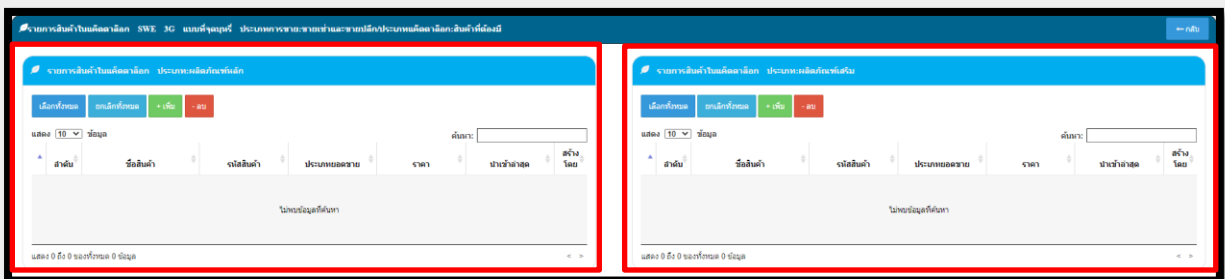 รายการสินค้าในแค็ตตาล็อก SWE 3G แบบที่จุดบุหรี่ ประเภทการขาย:ขายเช่าและขายปลีก/ประเภทแค็ตตาล็อก:สินค้าที่ต้องมี
← กลับ
รายการสินค้าในแค็ตตาล็อก ประเภท:ผลิตภัณฑ์หลัก
เลือกทั้งหมด ยกเลิกทั้งหมด + เพิ่ม - ลบ
แสดง 10 ข้อมูล ค้นหา:
ลำดับ ชื่อสินค้า รหัสสินค้า ประเภทยอดขาย ราคา นำเข้าล่าสุด สร้างโดย
ไม่พบข้อมูลที่ค้นหา
แสดง 0 ถึง 0 ของทั้งหมด 0 ข้อมูล < >
รายการสินค้าในแค็ตตาล็อก ประเภท:ผลิตภัณฑ์เสริม
เลือกทั้งหมด ยกเลิกทั้งหมด + เพิ่ม - ลบ
แสดง 10 ข้อมูล ค้นหา:
ลำดับ ชื่อสินค้า รหัสสินค้า ประเภทยอดขาย ราคา นำเข้าล่าสุด สร้างโดย
ไม่พบข้อมูลที่ค้นหา
แสดง 0 ถึง 0 ของทั้งหมด 0 ข้อมูล < >